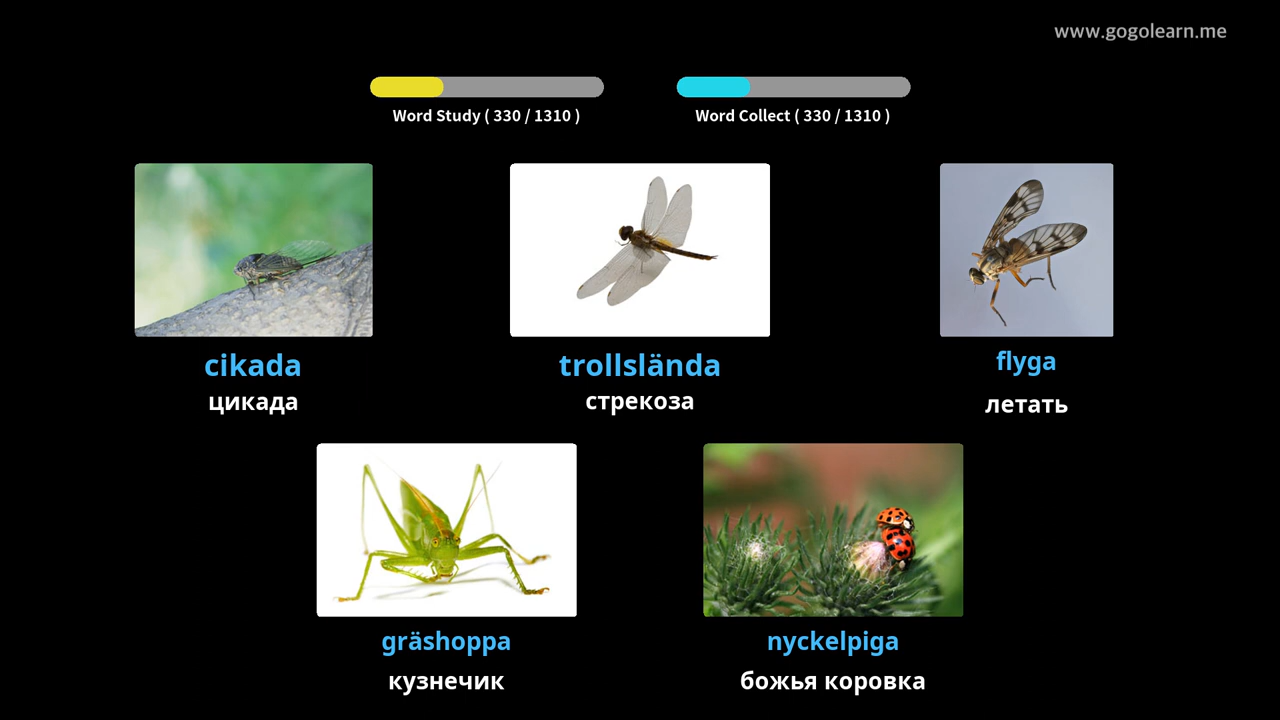 www.gogolearn.me
Word Study ( 330 / 1310 )
Word Collect ( 330 / 1310 )
cikada
цикада
trollslända
стрекоза
flyga
летать
gräshoppa
кузнечик
nyckelpiga
божья коровка